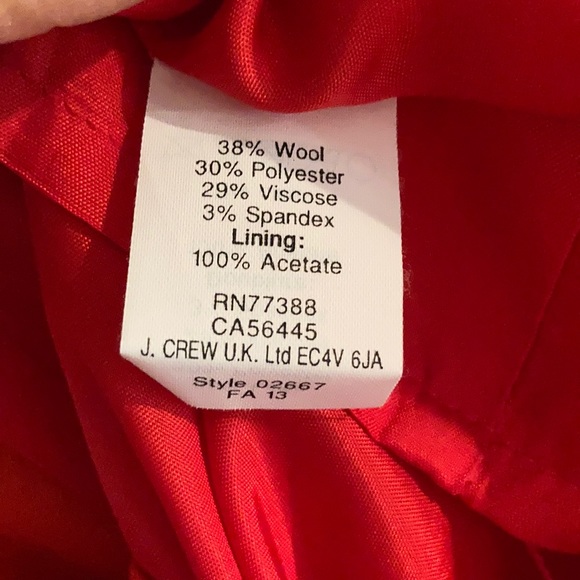 38% Wool
30% Polyester
29% Viscose
3% Spandex
Lining:
100% Acetate
RN77388
CA56445
J. CREW U.K. Ltd EC4V 6JA
Style 02667
FA 13